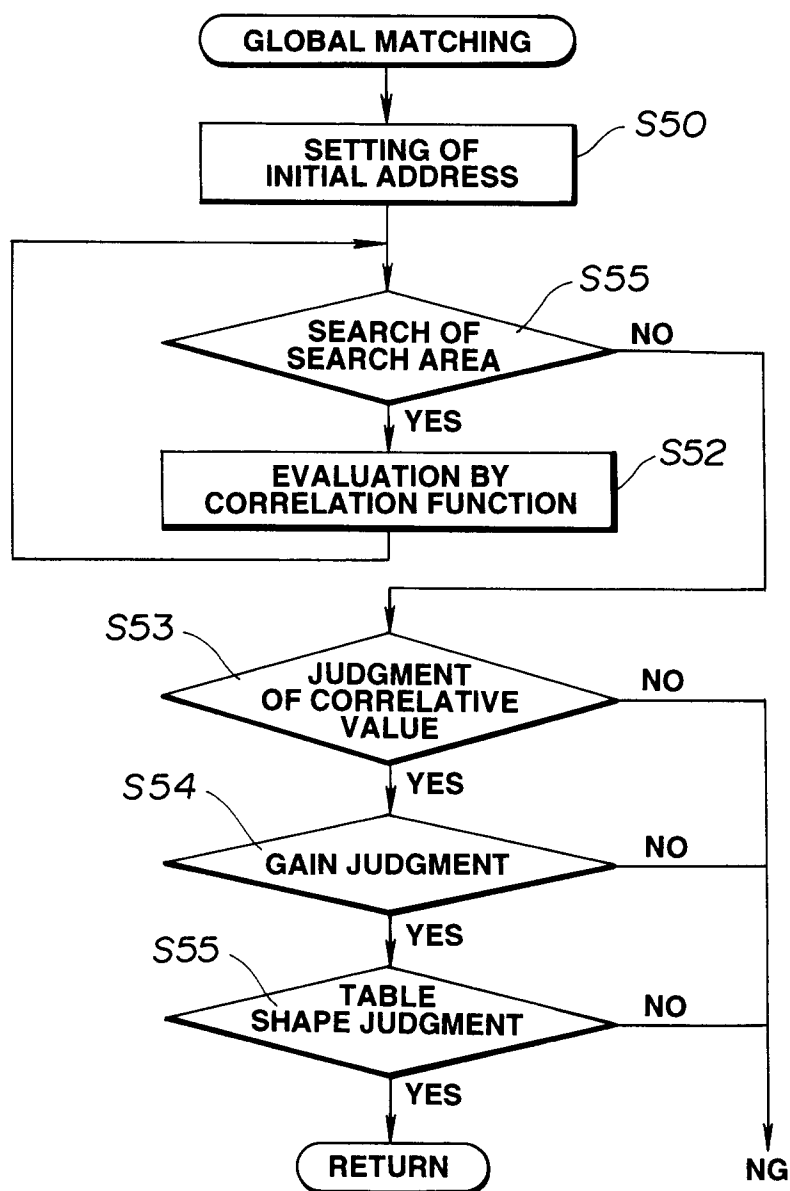 GLOBAL MATCHING
S50
SETTING OF
INITIAL ADDRESS
S55
SEARCH OF
SEARCH AREA
NO
YES
S52
EVALUATION BY
CORRELATION FUNCTION
S53
JUDGMENT
OF CORRELATIVE
VALUE
NO
YES
S54
GAIN JUDGMENT
NO
YES
S55
TABLE
SHAPE JUDGMENT
NO
YES
RETURN
NG